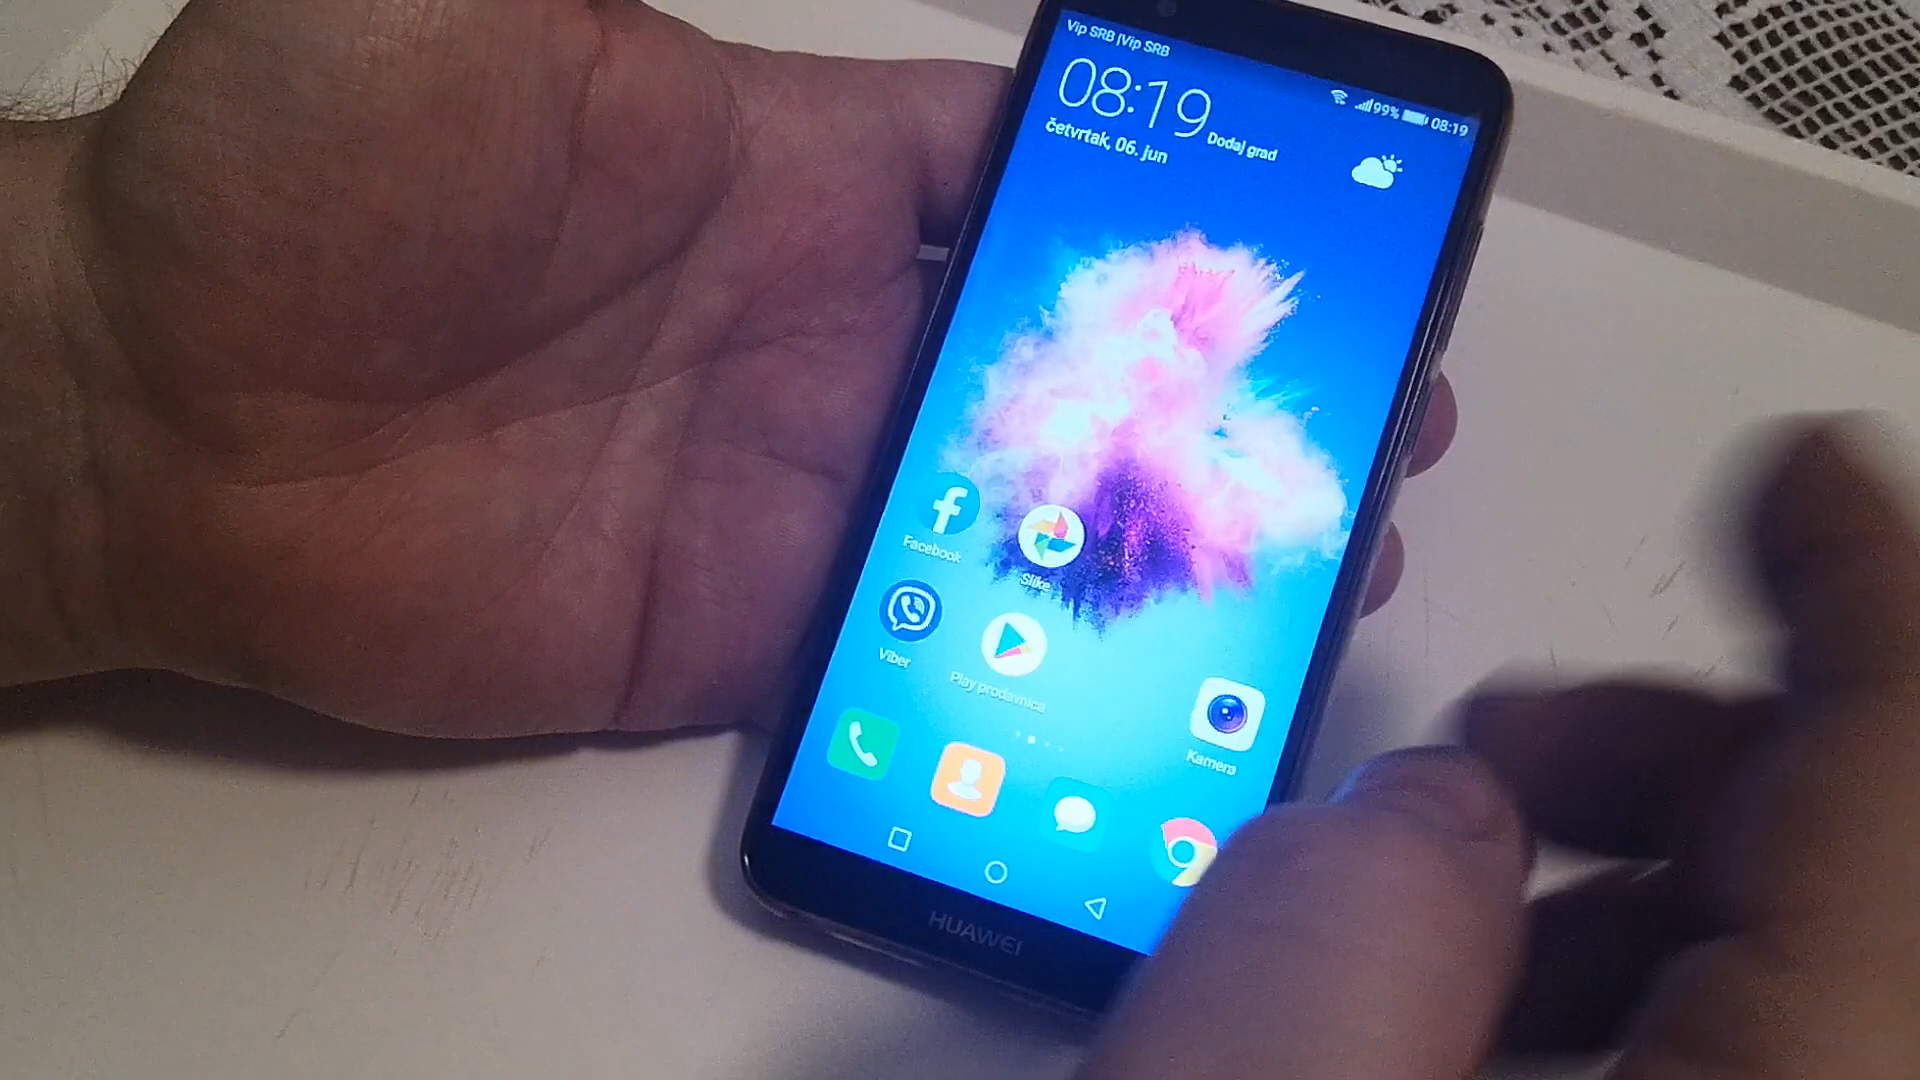 Vip SRB |Vip SRB
99% 08:19
08:19
Dodaj grad
četvrtak, 06. jun
Facebook
Slike
Viber
Play prodavnica
Kamera
HUAWEI